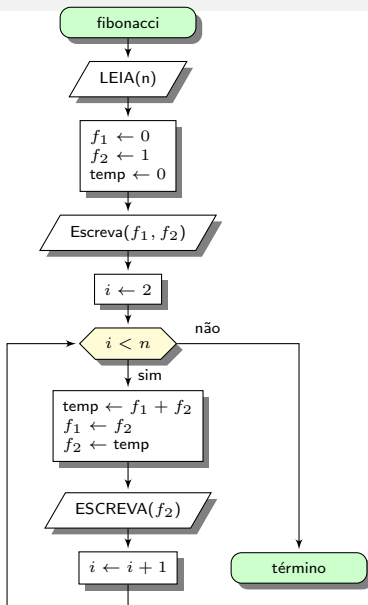 fibonacci
LEIA(n)
f₁ ← 0
f₂ ← 1
temp ← 0
Escreva(f₁, f₂)
i ← 2
i < n
não
sim
temp ← f₁ + f₂
f₁ ← f₂
f₂ ← temp
ESCREVA(f₂)
i ← i + 1
término